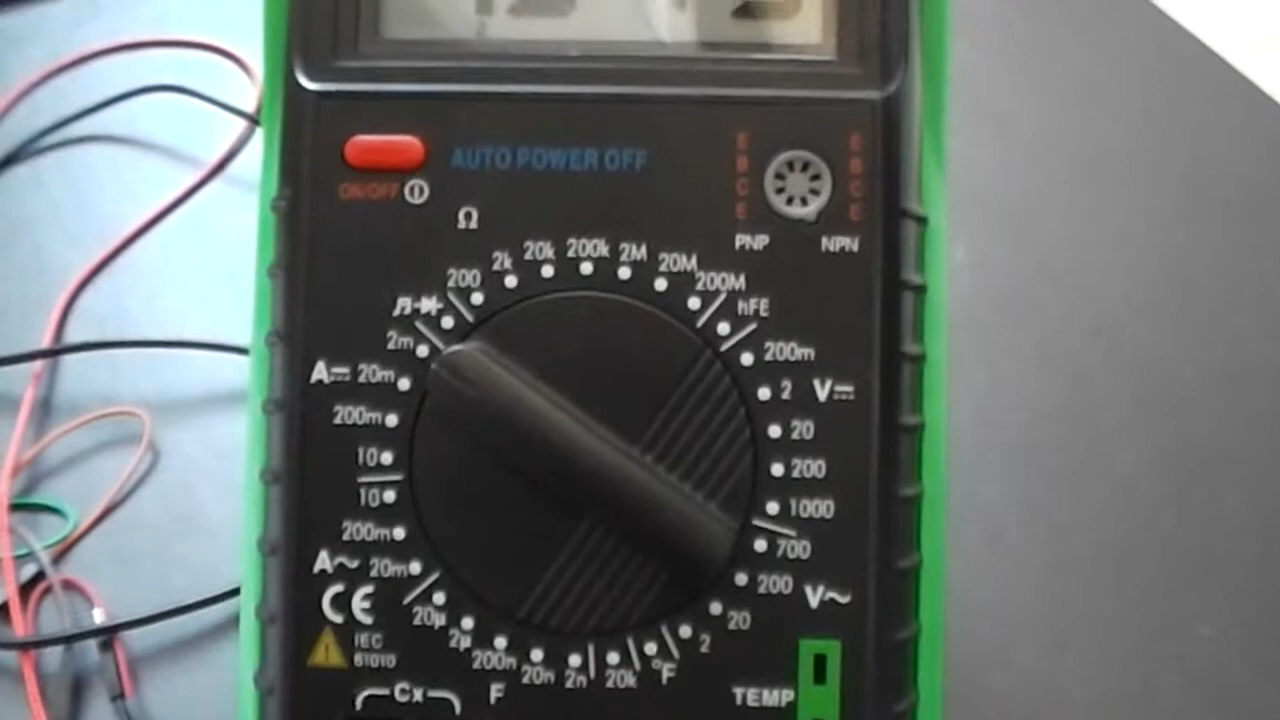 AUTO POWER OFF
ON/OFF
E B C E
E B C E
PNP
NPN
Ω
200
2k
20k
200k
2M
20M
200M
hFE
200m
2
V
20
200
1000
700
200
V~
20
2
°F
20k
2n
20n
200n
2µ
20µ
F
A~ 20m
200m
10
10
200m
A 20m
2m
CE
IEC
61010
Cx
TEMP